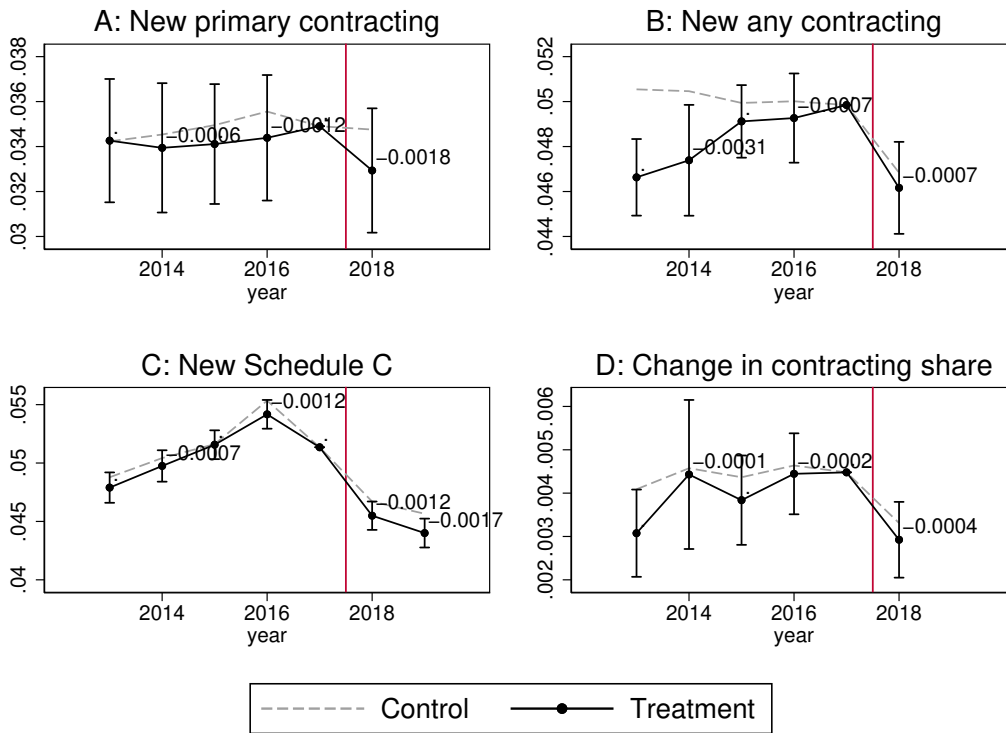 A: New primary contracting
.038
.036
.034
.032
.03
−0.0006
−0.0012
−0.0018
2014 2016 2018
year
B: New any contracting
.052
.05
.048
.046
.044
−0.0031
−0.0007
−0.0007
2014 2016 2018
year
C: New Schedule C
.055
.05
.045
.04
−0.0007
−0.0012
−0.0012
−0.0017
2014 2016 2018
year
D: Change in contracting share
.006
.005
.004
.003
.002
−0.0001
−0.0002
−0.0004
2014 2016 2018
year
Control Treatment